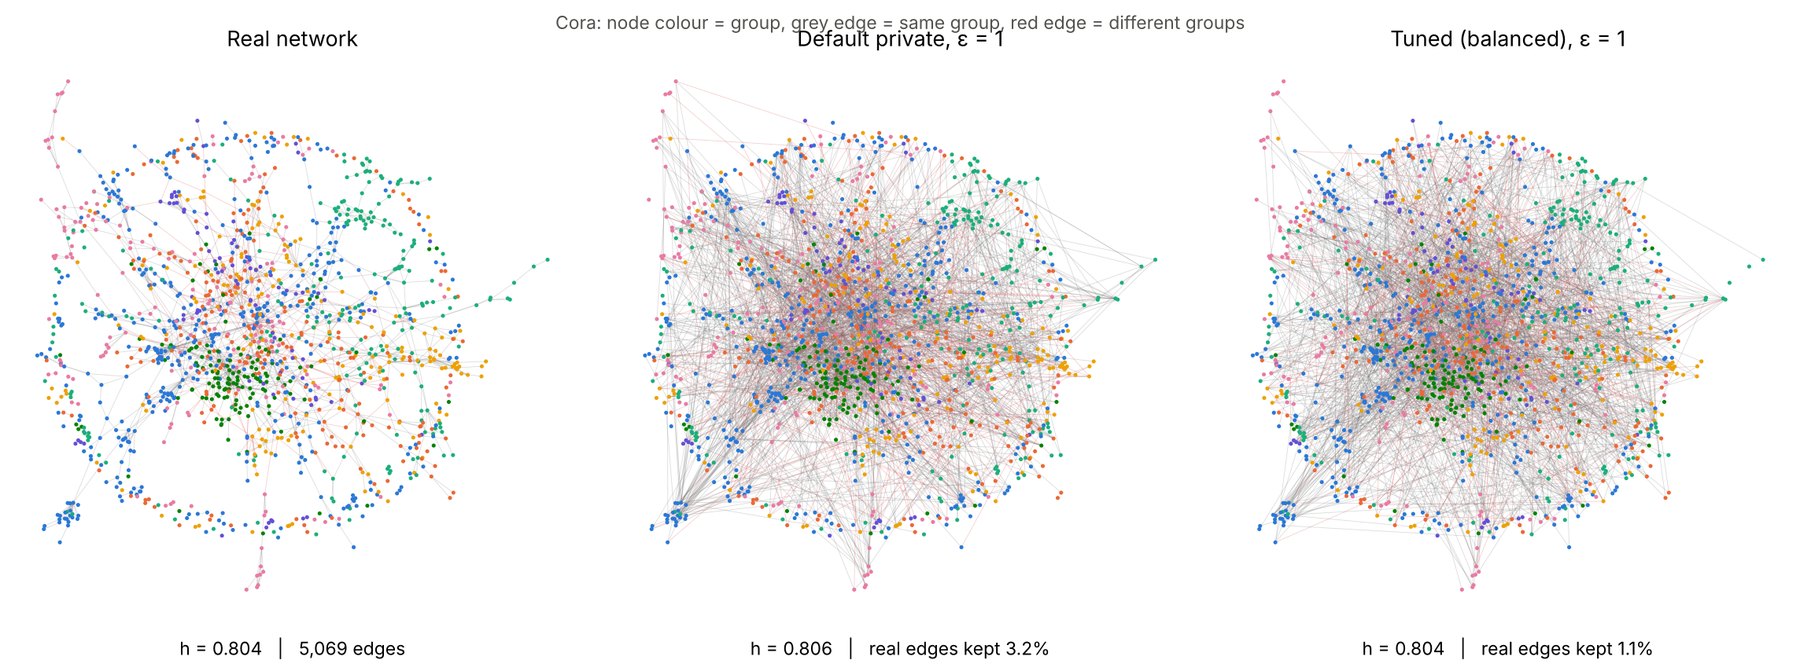 Cora: node colour = group, grey edge = same group, red edge = different groups
Real network
Default private, ε = 1
Tuned (balanced), ε = 1
h = 0.804 | 5,069 edges
h = 0.806 | real edges kept 3.2%
h = 0.804 | real edges kept 1.1%